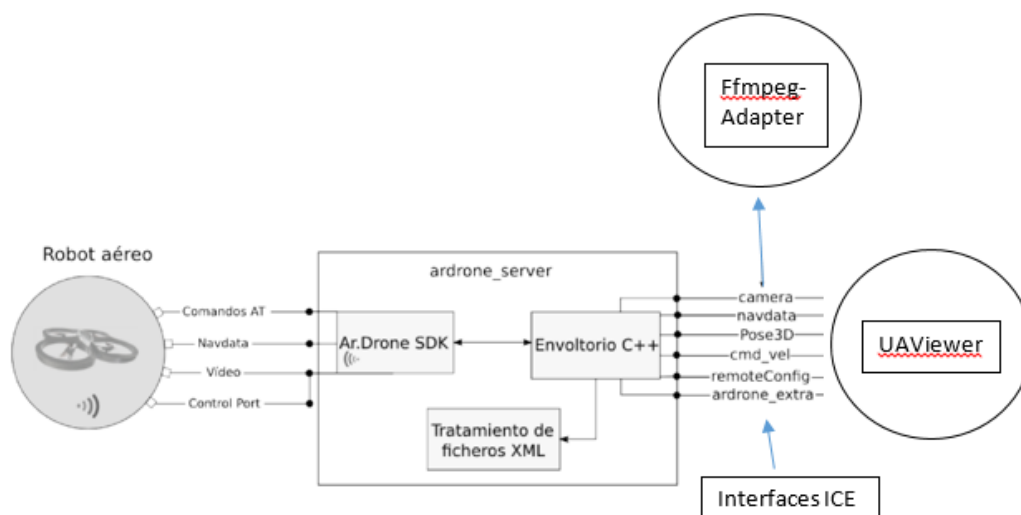 Ffmpeg-
Adapter
Robot aéreo
ardrone_server
Comandos AT
Navdata
Vídeo
Control Port
Ar.Drone SDK
Envoltorio C++
Tratamiento de
ficheros XML
camera
navdata
Pose3D
cmd_vel
remoteConfig
ardrone_extra
UAViewer
Interfaces ICE